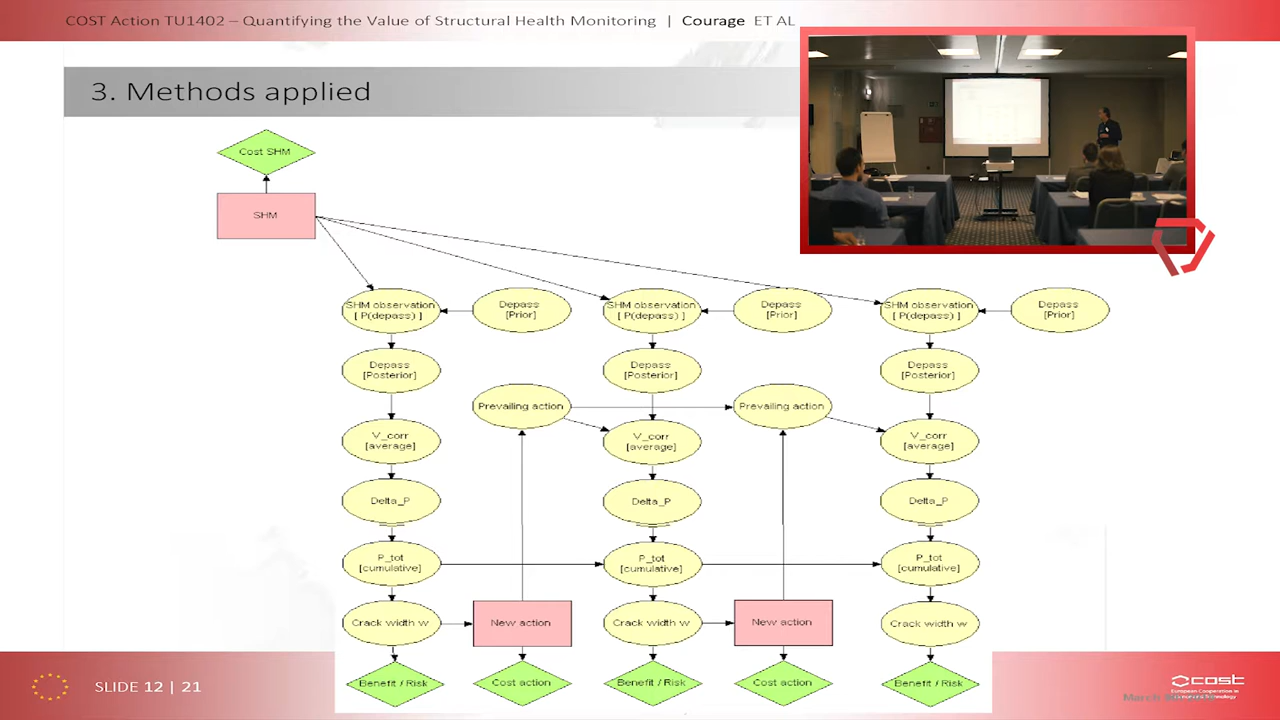 COST Action TU1402 – Quantifying the Value of Structural Health Monitoring | Courage ET AL
3. Methods applied
Cost SHM
SHM
SHM observation
[ P(depass) ]
Depass
[Prior]
SHM observation
[ P(depass) ]
Depass
[Prior]
SHM observation
[ P(depass) ]
Depass
[Prior]
Depass
[Posterior]
Depass
[Posterior]
Depass
[Posterior]
Prevailing action
Prevailing action
V_corr
[average]
V_corr
[average]
V_corr
[average]
Delta_P
Delta_P
Delta_P
P_tot
[cumulative]
P_tot
[cumulative]
P_tot
[cumulative]
Crack width w
New action
Crack width w
New action
Crack width w
Benefit / Risk
Cost action
Benefit / Risk
Cost action
Benefit / Risk
SLIDE 12 | 21
cost